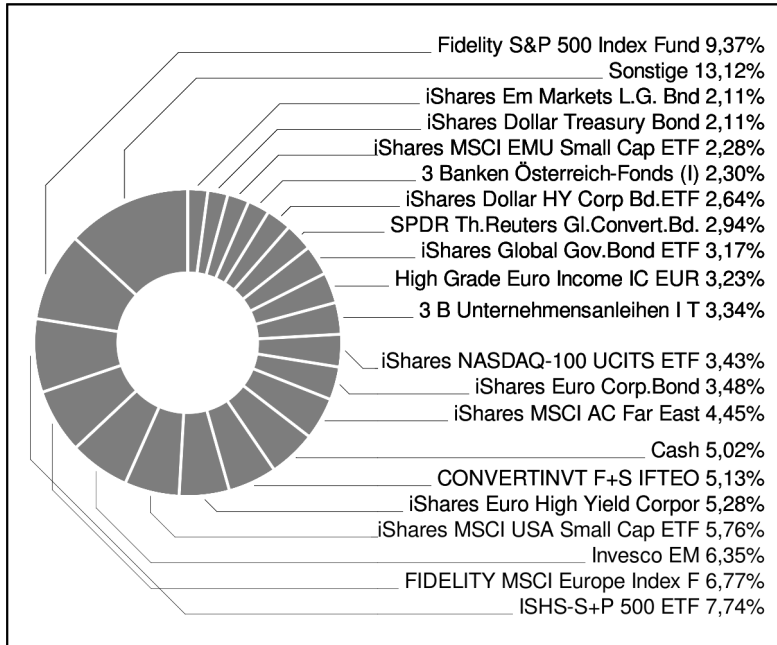 Fidelity S&P 500 Index Fund 9,37%
Sonstige 13,12%
iShares Em Markets L.G. Bnd 2,11%
iShares Dollar Treasury Bond 2,11%
iShares MSCI EMU Small Cap ETF 2,28%
3 Banken Österreich-Fonds (I) 2,30%
iShares Dollar HY Corp Bd.ETF 2,64%
SPDR Th.Reuters Gl.Convert.Bd. 2,94%
iShares Global Gov.Bond ETF 3,17%
High Grade Euro Income IC EUR 3,23%
3 B Unternehmensanleihen I T 3,34%
iShares NASDAQ-100 UCITS ETF 3,43%
iShares Euro Corp.Bond 3,48%
iShares MSCI AC Far East 4,45%
Cash 5,02%
CONVERTINVT F+S IFTEO 5,13%
iShares Euro High Yield Corpor 5,28%
iShares MSCI USA Small Cap ETF 5,76%
Invesco EM 6,35%
FIDELITY MSCI Europe Index F 6,77%
ISHS-S+P 500 ETF 7,74%